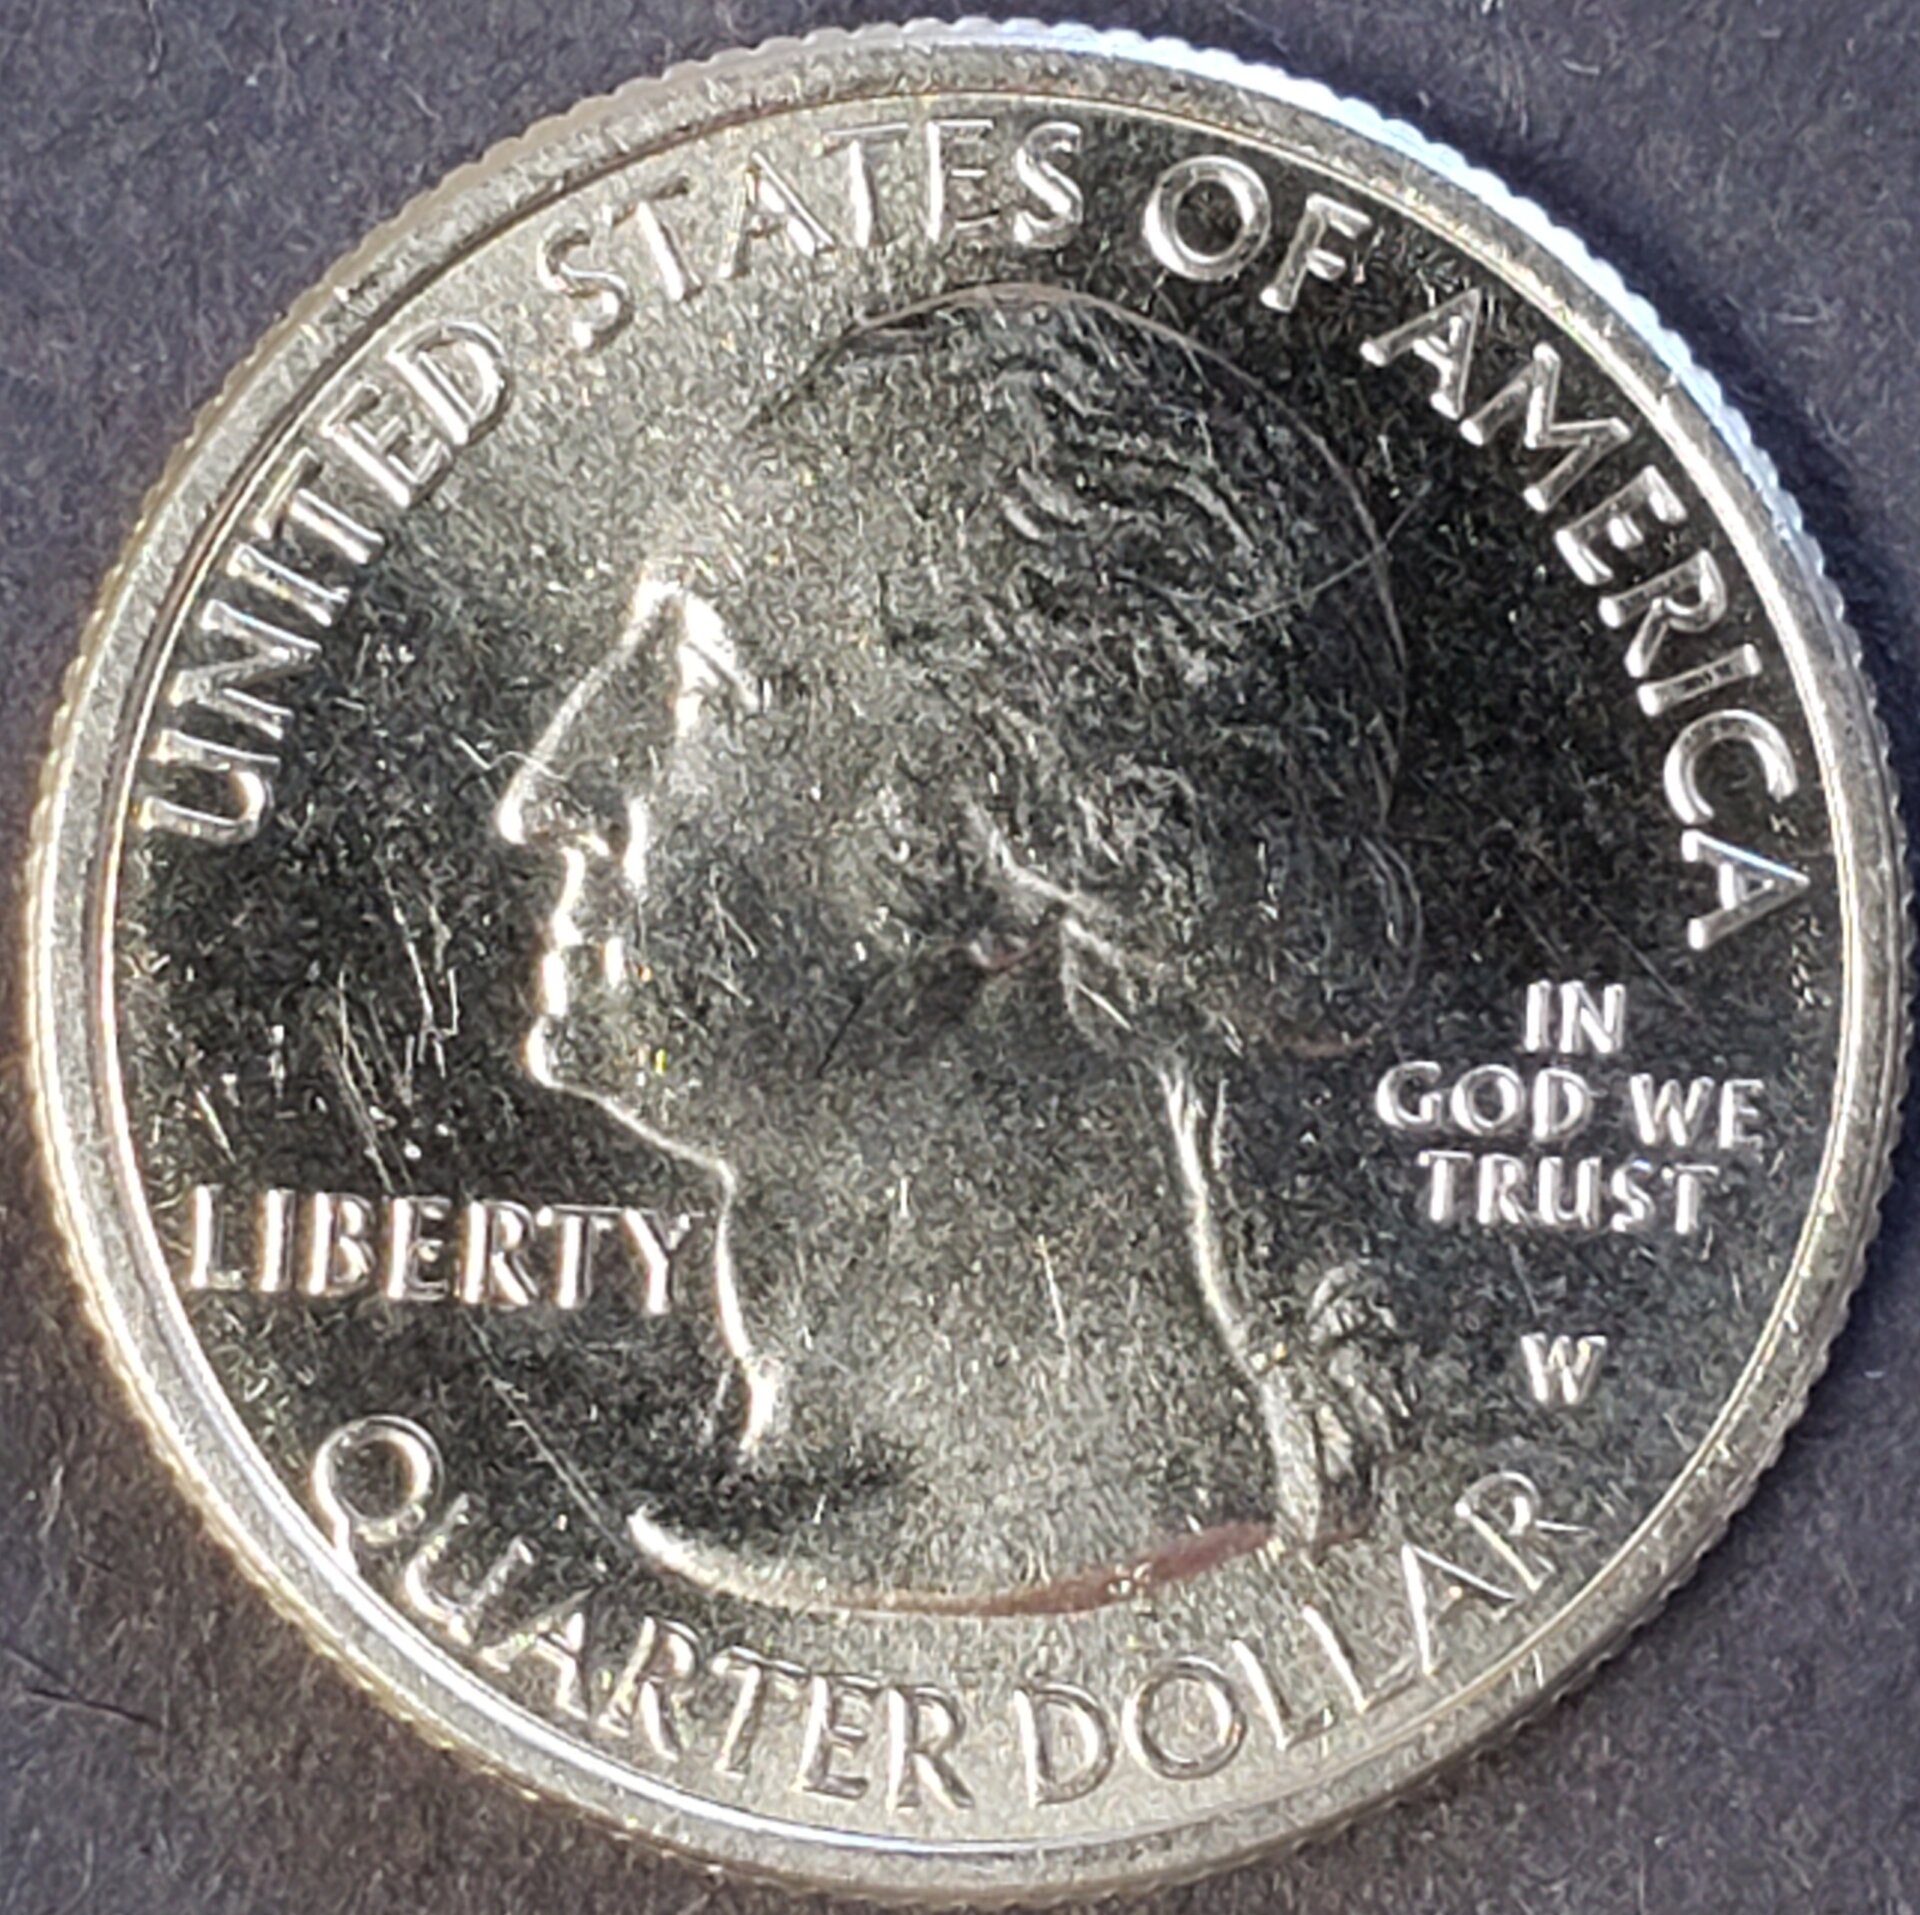 UNITED STATES OF AMERICA
LIBERTY
IN
GOD WE
TRUST
W
QUARTER DOLLAR